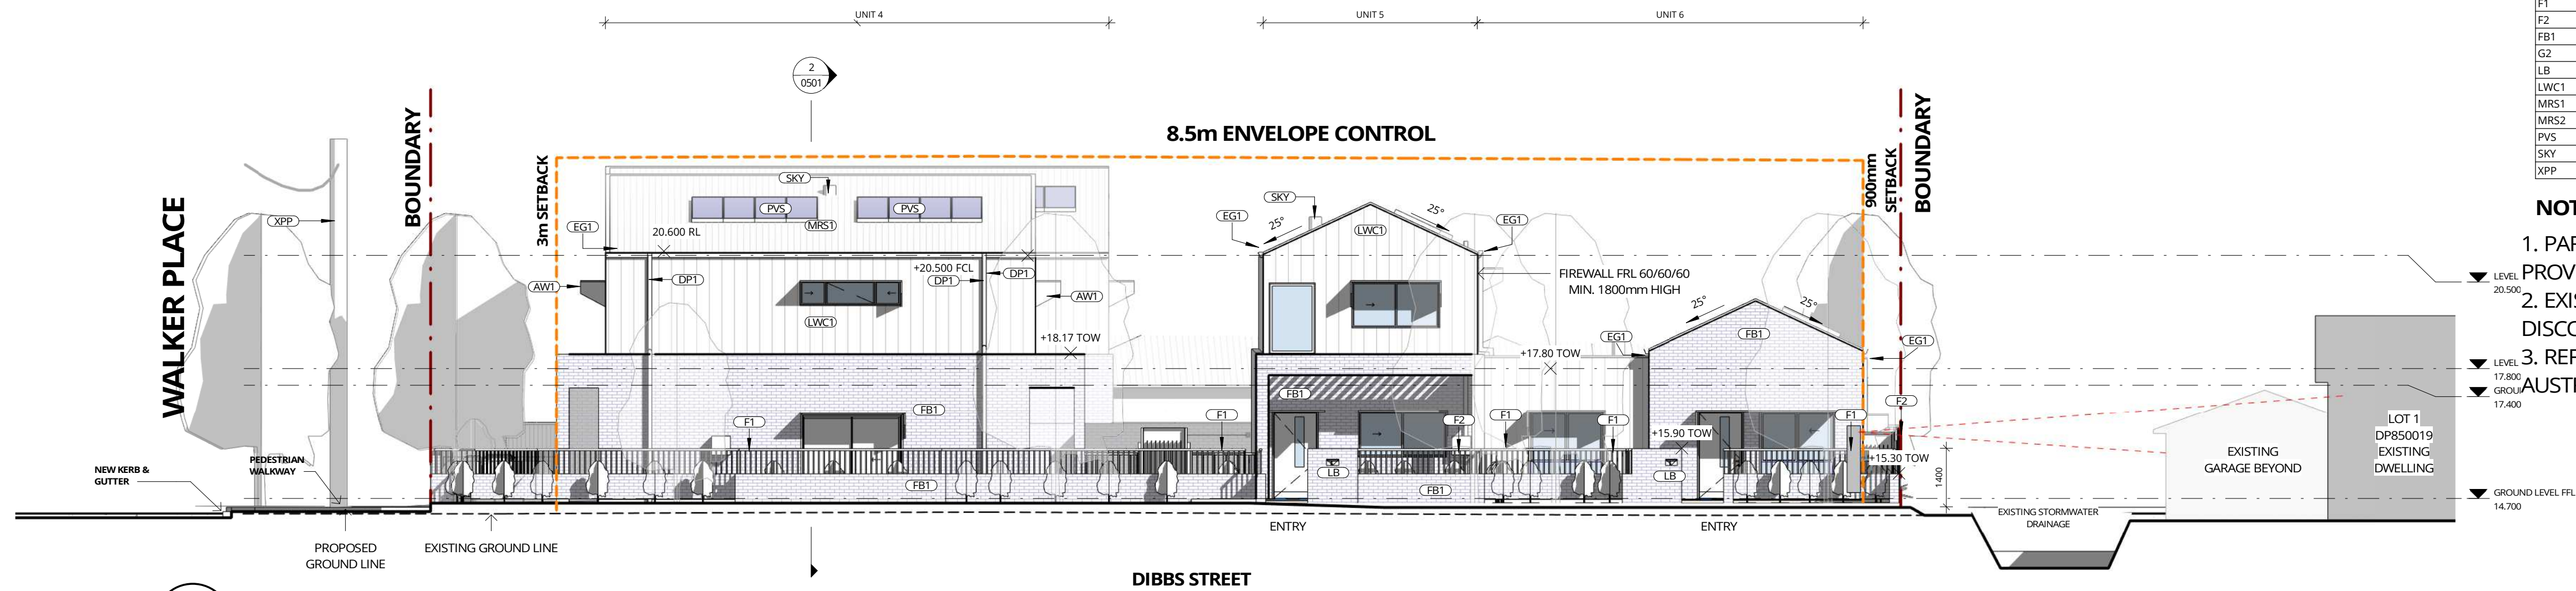 UNIT 4
UNIT 5
UNIT 6
2
0501
8.5m ENVELOPE CONTROL
WALKER PLACE
BOUNDARY
3m SETBACK
900mm
SETBACK
BOUNDARY
XPP
SKY
PVS
PVS
MRS1
EG1
20.600 RL
+20.500 FCL
DP1
DP1
DP1
AW1
AW1
LWC1
+18.17 TOW
FB1
F1
FB1
F1
SKY
EG1
25°
25°
EG1
LWC1
FIREWALL FRL 60/60/60
MIN. 1800mm HIGH
25°
25°
EG1
FB1
EG1
+17.80 TOW
FB1
F2
F1
F1
F1
F2
+15.90 TOW
+15.30 TOW
LB
FB1
LB
1400
NEW KERB &
GUTTER
PEDESTRIAN
WALKWAY
PROPOSED
GROUND LINE
EXISTING GROUND LINE
ENTRY
ENTRY
DIBBS STREET
EXISTING STORMWATER
DRAINAGE
EXISTING
GARAGE BEYOND
LOT 1
DP850019
EXISTING
DWELLING
LEVEL
20.500
LEVEL
17.800
GROU
17.400
GROUND LEVEL FFL
14.700
F1
F2
FB1
G2
LB
LWC1
MRS1
MRS2
PVS
SKY
XPP
NOT
1. PAR
PROV
2. EXIS
DISCO
3. REF
AUSTR